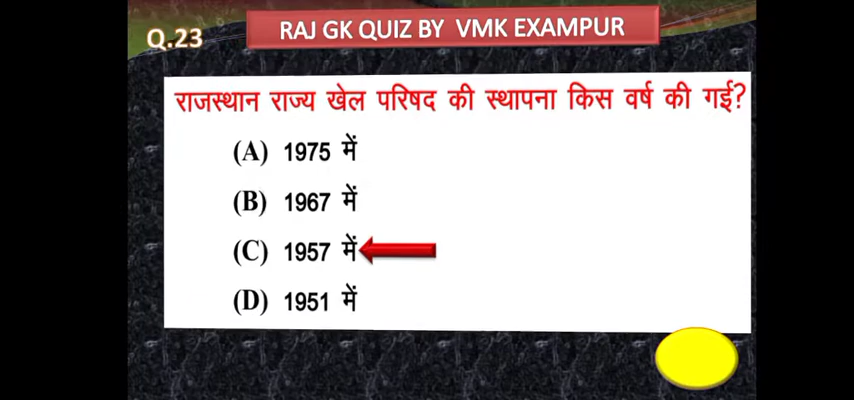 Q.23
RAJ GK QUIZ BY VMK EXAMPUR
राजस्थान राज्य खेल परिषद की स्थापना किस वर्ष की गई?
(A) 1975 में
(B) 1967 में
(C) 1957 में
(D) 1951 में